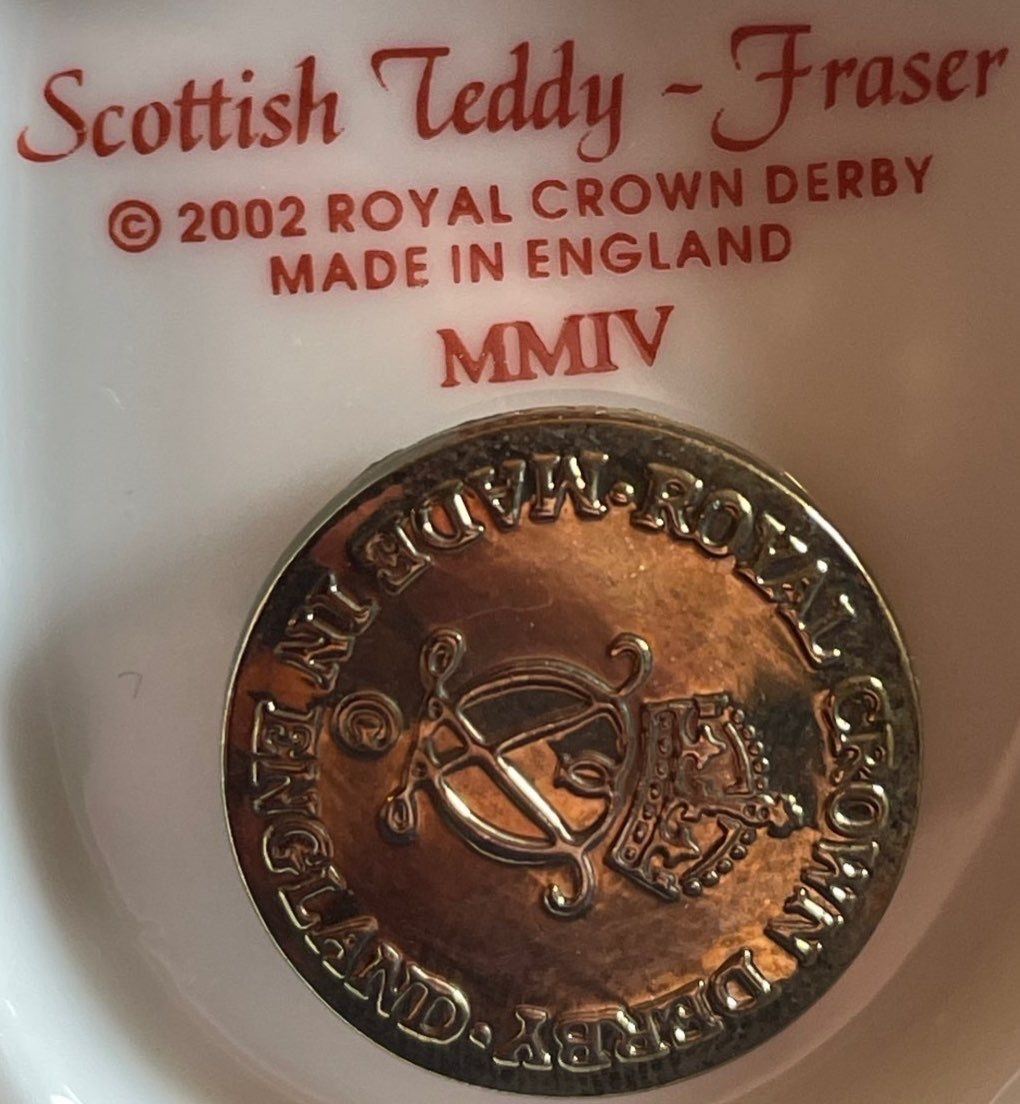 Scottish Teddy ~ Fraser
© 2002 ROYAL CROWN DERBY
MADE IN ENGLAND
MMIV
ROYAL CROWN DERBY · MADE IN ENGLAND ·
©